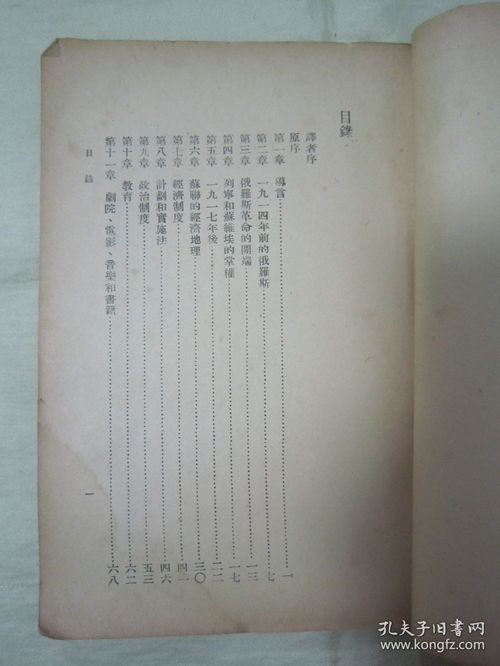 目錄
譯者序
原序
第一章 導言………一
第二章 一九一四年前的俄羅斯………七
第三章 俄羅斯革命的開端………一三
第四章 列寧和蘇維埃的掌權………一七
第五章 一九一七年後………二二
第六章 蘇聯的經濟地理………三〇
第七章 經濟制度………四一
第八章 計劃和實施法………四六
第九章 政治制度………五三
第十章 教育………六二
第十一章 劇院、電影、音樂和書籍………六八
目錄
一
孔夫子旧书网
www.kongfz.com